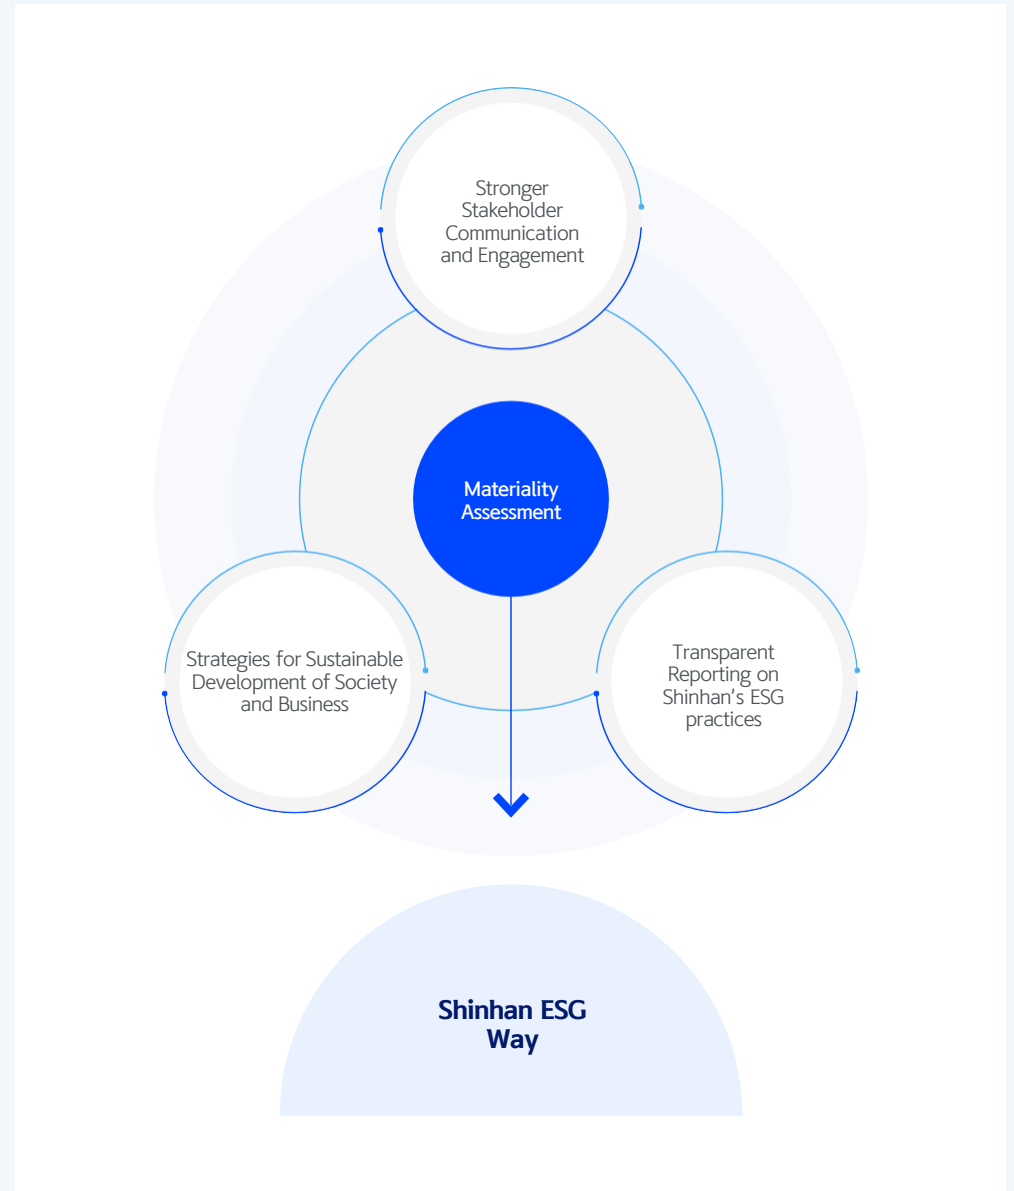 Stronger
Stakeholder
Communication
and Engagement
Materiality
Assessment
Strategies for Sustainable
Development of Society
and Business
Transparent
Reporting on
Shinhan’s ESG
practices
Shinhan ESG
Way